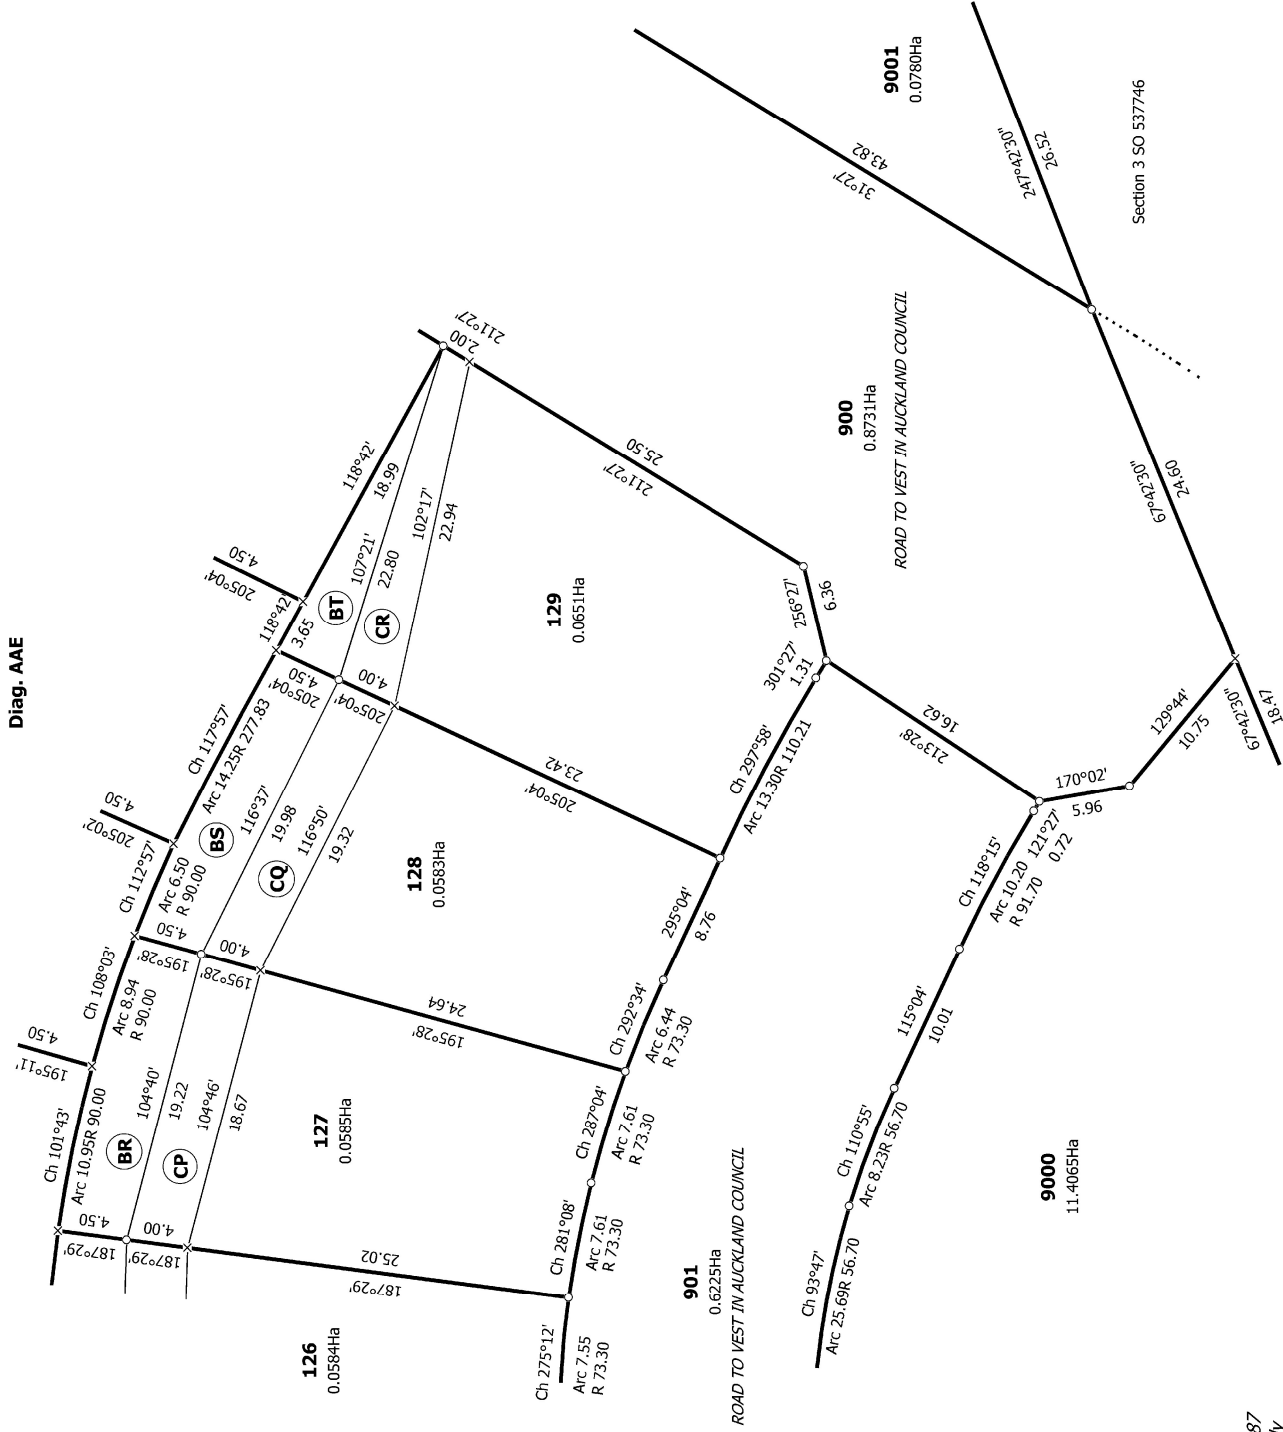 Diag. AAE
205°04'
4.50
118°42'
3.65
118°42'
18.99
211°27'
2.00
BT
107°21'
22.80
CR
102°17'
22.94
4.50
205°04'
4.00
205°04'
205°02'
4.50
Ch 117°57'
Arc 14.25R 277.83
Ch 112°57'
Arc 6.50
R 90.00
BS
116°37'
19.98
CQ
116°50'
19.32
4.50
195°28'
4.00
195°28'
195°11'
4.50
Ch 108°03'
Arc 8.94
R 90.00
Ch 101°43'
Arc 10.95R 90.00
BR
104°40'
19.22
CP
104°46'
18.67
4.50
187°29'
4.00
187°29'
129
0.0651Ha
128
0.0583Ha
127
0.0585Ha
126
0.0584Ha
25.50
211°27'
23.42
205°04'
24.64
195°28'
25.02
187°29'
256°27'
6.36
301°27'
1.31
Ch 297°58'
Arc 13.30R 110.21
295°04'
8.76
Ch 292°34'
Arc 6.44
R 73.30
Ch 287°04'
Arc 7.61
R 73.30
Ch 281°08'
Arc 7.61
R 73.30
Ch 275°12'
Arc 7.55
R 73.30
901
0.6225Ha
ROAD TO VEST IN AUCKLAND COUNCIL
900
0.8731Ha
ROAD TO VEST IN AUCKLAND COUNCIL
9001
0.0780Ha
43.82
31°27'
247°42'30"
26.52
Section 3 SO 537746
67°42'30"
24.60
16.62
213°28'
170°02'
5.96
129°44'
10.75
67°42'30"
18.47
121°27'
0.72
Ch 118°15'
Arc 10.20
R 91.70
115°04'
10.01
Ch 110°55'
Arc 8.23R 56.70
Ch 93°47'
Arc 25.69R 56.70
9000
11.4065Ha
87